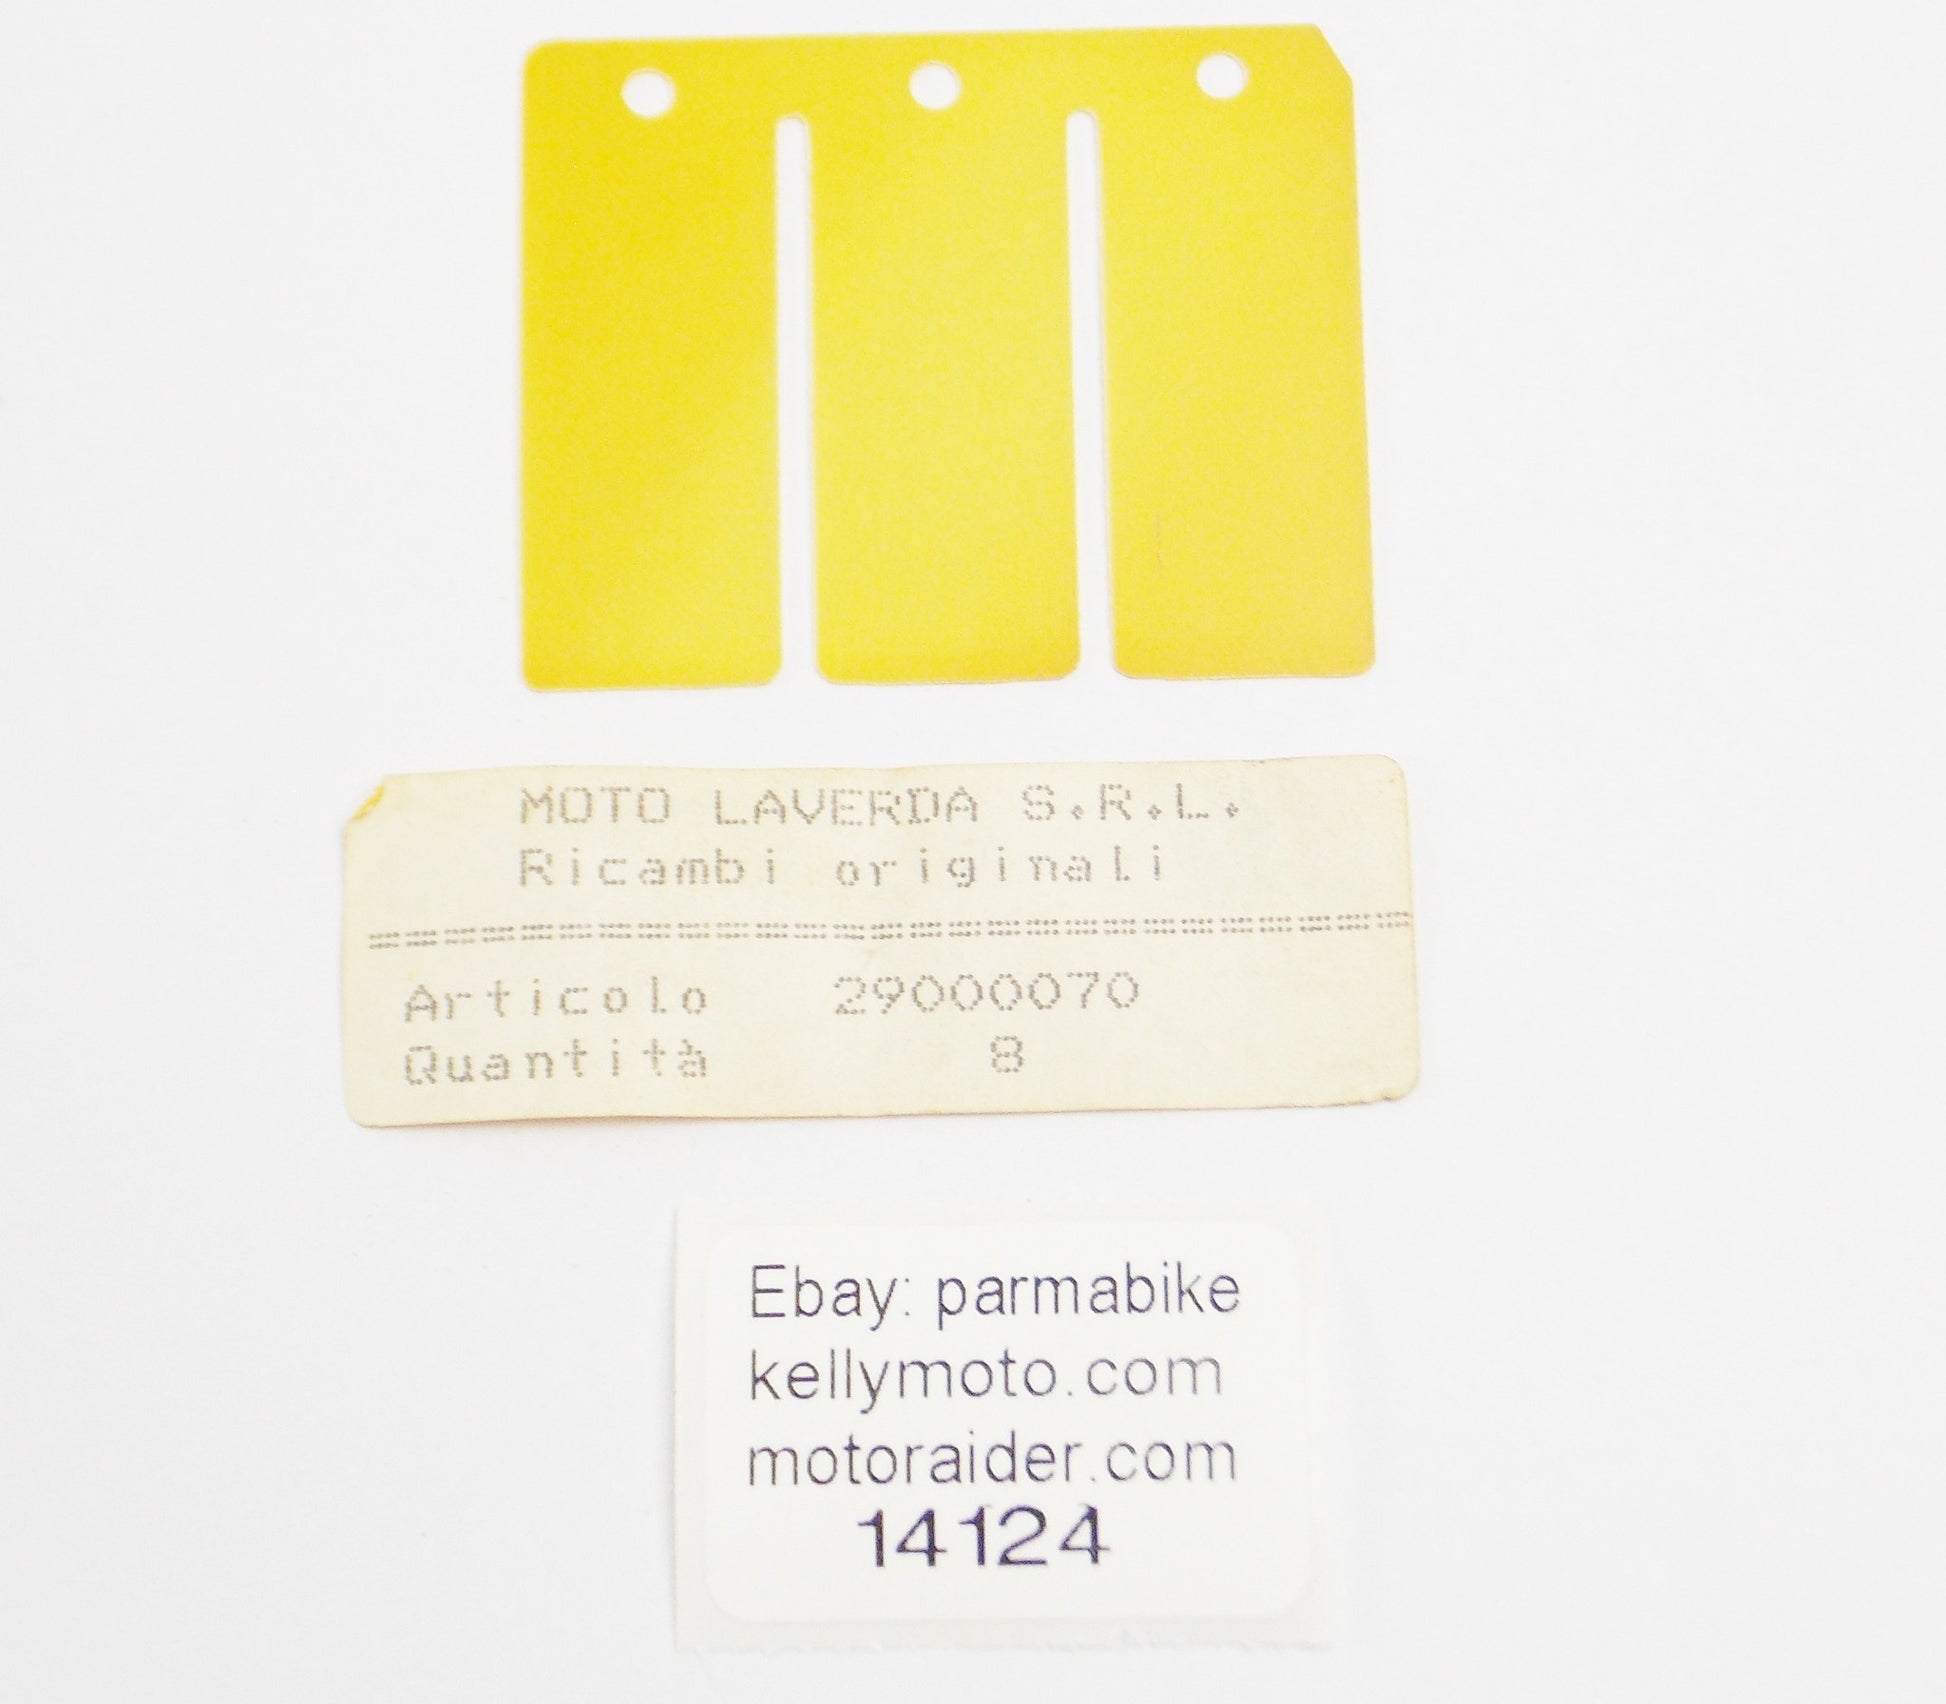 MOTO LAVERDA S.R.L.
Ricambi originali
===========================
Articolo 29000070
Quantità 8
Ebay: parmabike
kellymoto.com
motoraider.com
14124